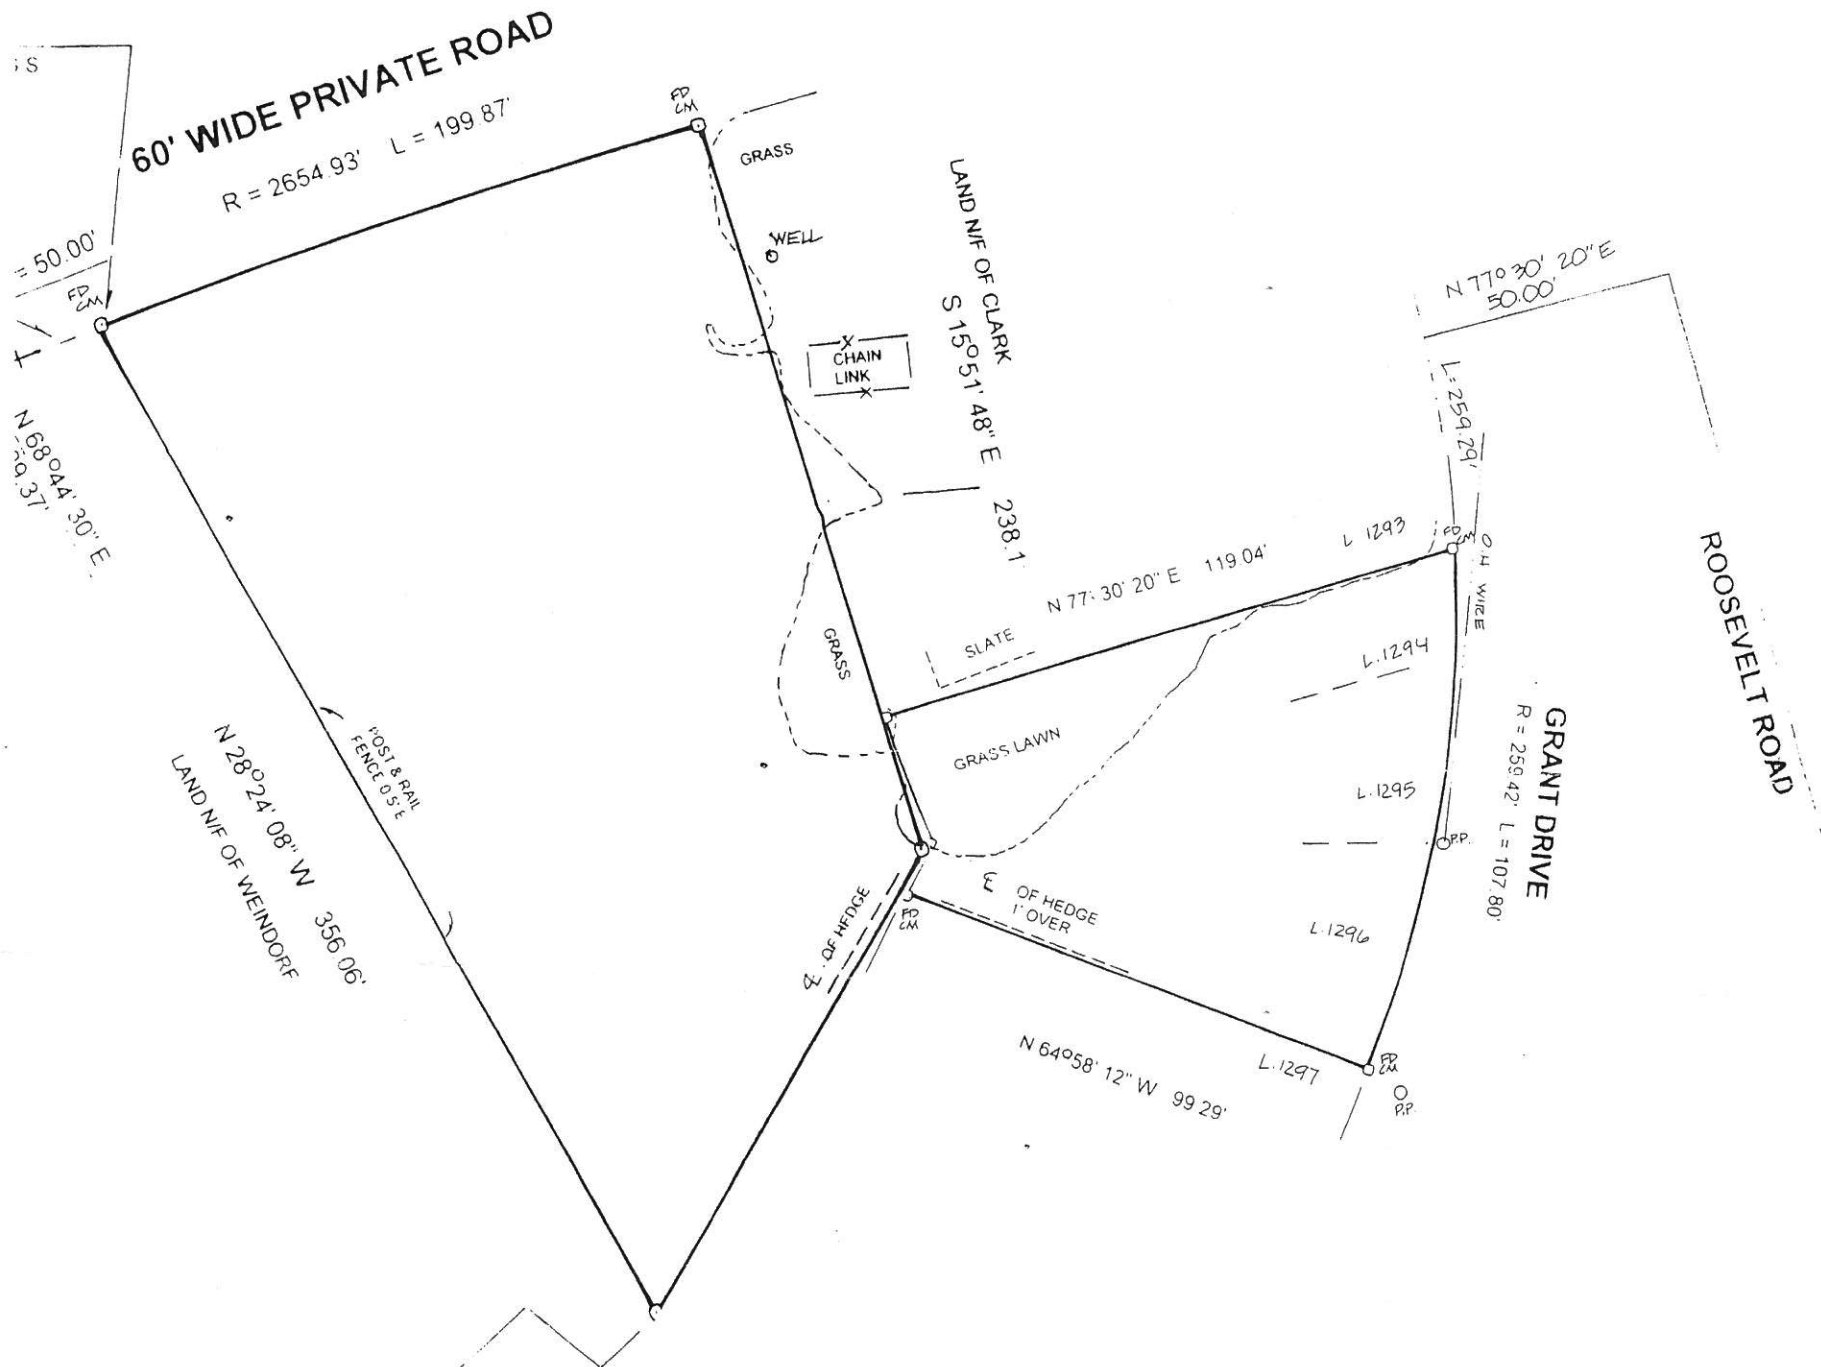 60' WIDE PRIVATE ROAD
R = 2654.93' L = 199.87'
= 50.00'
FD
CM
FD
CM
GRASS
WELL
LAND N/F OF CLARK
S 15° 51' 48" E 238.1
CHAIN
LINK
N 77° 30' 20" E
50.00'
L=259.29'
N 68°44' 30" E
9.37'
L 1293
FD
CM
O.H WIRE
N 77° 30' 20" E 119.04'
SLATE
GRASS
L.1294
ROOSEVELT ROAD
GRASS LAWN
L.1295
GRANT DRIVE
R = 259.42' L = 107.80'
POST & RAIL
FENCE 0.5'E
N 28°24' 08" W 356.06'
LAND N/F OF WEINDORF
P.P.
℄ OF HEDGE
FD
CM
℄ OF HEDGE
1' OVER
L.1296
N 64°58' 12" W 99.29'
L.1297
FD
CM
P.P.